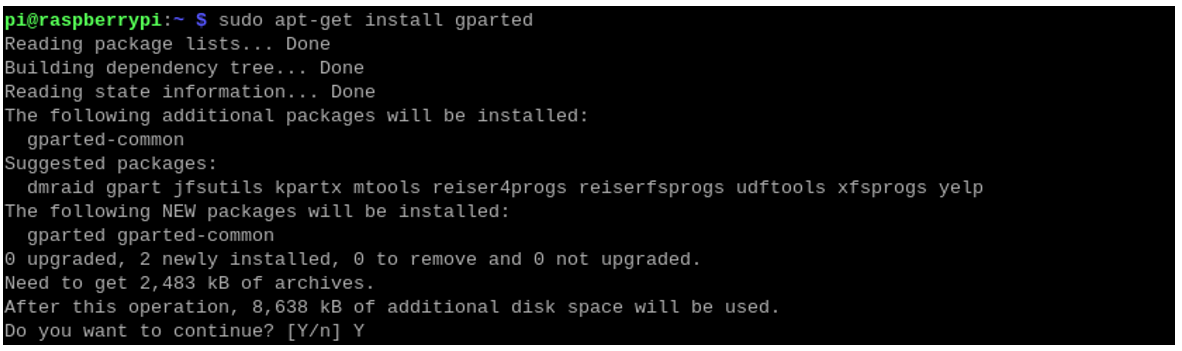 pi@raspberrypi:~ $ sudo apt-get install gparted
Reading package lists... Done
Building dependency tree... Done
Reading state information... Done
The following additional packages will be installed:
  gparted-common
Suggested packages:
  dmraid gpart jfsutils kpartx mtools reiser4progs reiserfsprogs udftools xfsprogs yelp
The following NEW packages will be installed:
  gparted gparted-common
0 upgraded, 2 newly installed, 0 to remove and 0 not upgraded.
Need to get 2,483 kB of archives.
After this operation, 8,638 kB of additional disk space will be used.
Do you want to continue? [Y/n] Y